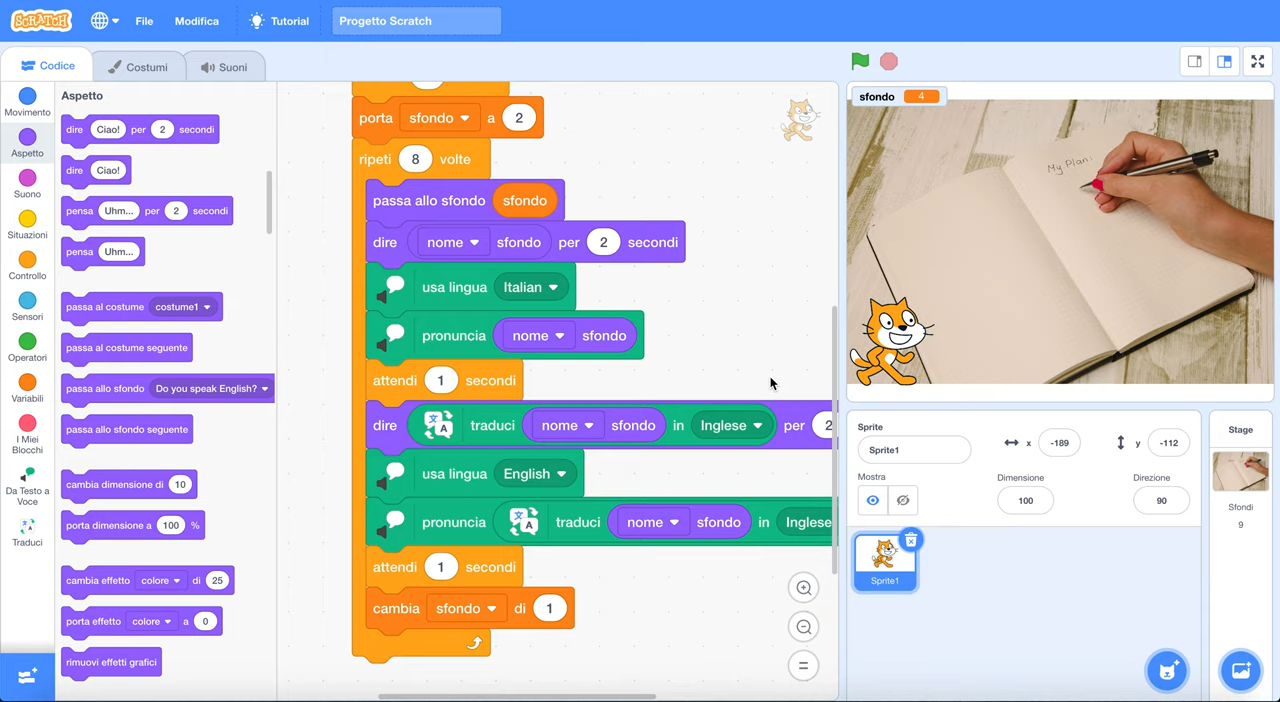 SCRATCH File Modifica Tutorial Progetto Scratch
Codice Costumi Suoni
Movimento
Aspetto
Suono
Situazioni
Controllo
Sensori
Operatori
Variabili
I Miei
Blocchi
Da Testo a
Voce
Traduci
Aspetto
dire Ciao! per 2 secondi
dire Ciao!
pensa Uhm... per 2 secondi
pensa Uhm...
passa al costume costume1
passa al costume seguente
passa allo sfondo Do you speak English?
passa allo sfondo seguente
cambia dimensione di 10
porta dimensione a 100 %
cambia effetto colore di 25
porta effetto colore a 0
rimuovi effetti grafici
porta sfondo a 2
ripeti 8 volte
passa allo sfondo sfondo
dire nome sfondo per 2 secondi
usa lingua Italian
pronuncia nome sfondo
attendi 1 secondi
dire traduci nome sfondo in Inglese per 2
usa lingua English
pronuncia traduci nome sfondo in Inglese
attendi 1 secondi
cambia sfondo di 1
sfondo 4
My Plan:
Sprite
Sprite1
x -189
y -112
Mostra
Dimensione
100
Direzione
90
Sprite1
Stage
Sfondi
9